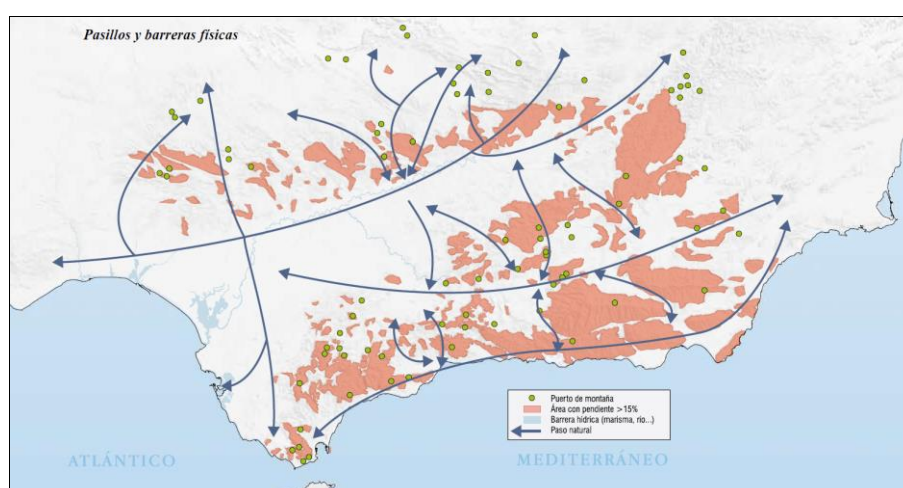 Pasillos y barreras físicas
Puerto de montaña
Área con pendiente >15%
Barrera hídrica (marisma, río...)
Paso natural
ATLÁNTICO
MEDITERRÁNEO